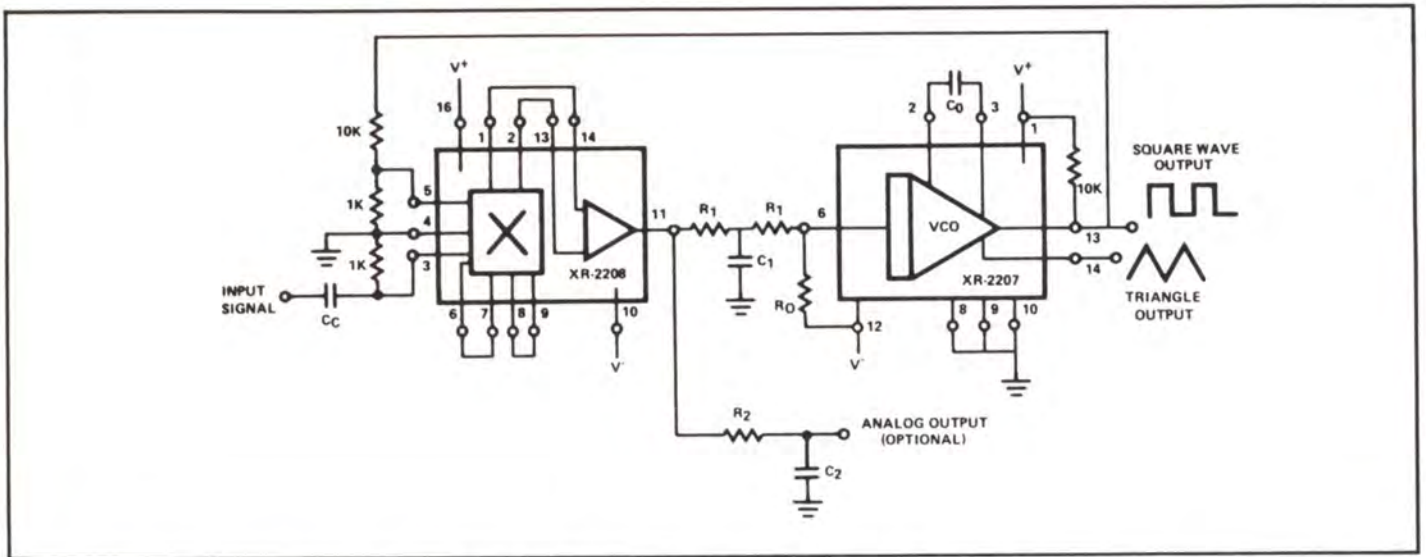 V+
V+
16
1
2
13
14
2
C0
3
1
10K
10K
SQUARE WAVE
OUTPUT
5
1K
4
1K
3
11
R1
R1
6
VCO
13
C1
XR-2208
XR-2207
14
TRIANGLE
OUTPUT
INPUT
SIGNAL
CC
6
7
8
9
10
RO
12
8
9
10
V-
V-
R2
ANALOG OUTPUT
(OPTIONAL)
C2